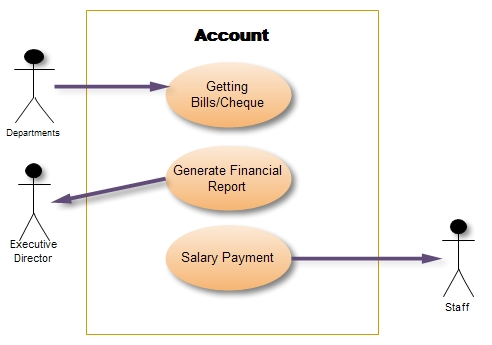 Account
Getting
Bills/Cheque
Departments
Generate Financial
Report
Executive
Director
Salary Payment
Staff